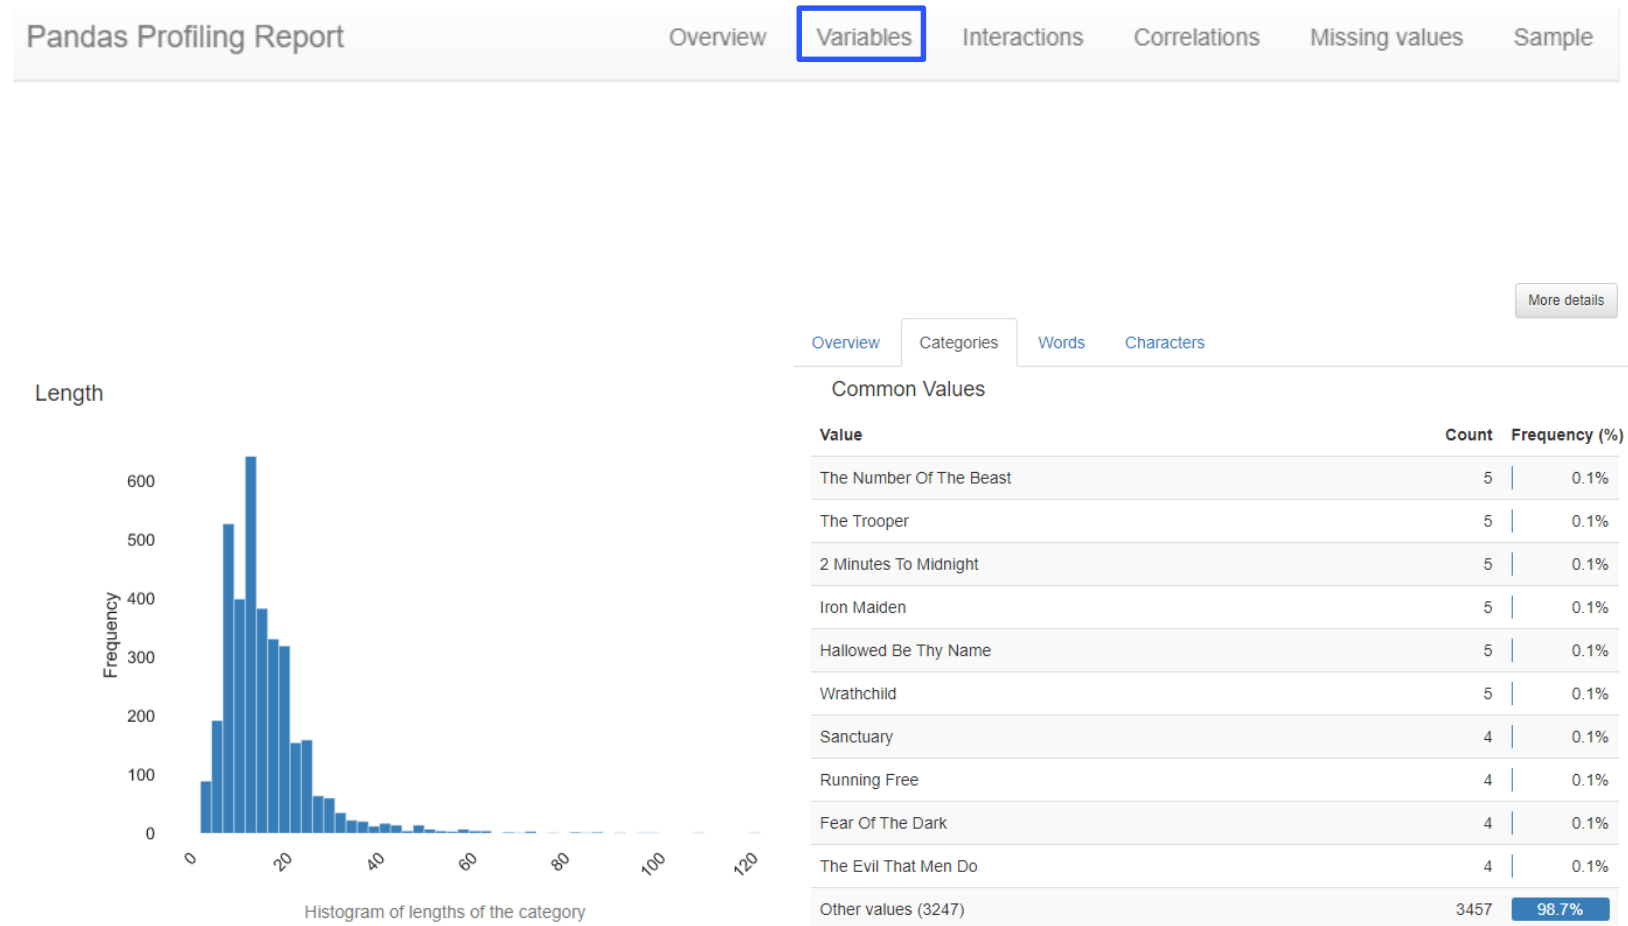 Pandas Profiling Report Overview Variables Interactions Correlations Missing values Sample
More details
Overview Categories Words Characters
Length
Common Values
Value Count Frequency (%)
The Number Of The Beast 5 0.1%
The Trooper 5 0.1%
2 Minutes To Midnight 5 0.1%
Iron Maiden 5 0.1%
Hallowed Be Thy Name 5 0.1%
Wrathchild 5 0.1%
Sanctuary 4 0.1%
Running Free 4 0.1%
Fear Of The Dark 4 0.1%
The Evil That Men Do 4 0.1%
Other values (3247) 3457 98.7%
Frequency
600
500
400
300
200
100
0
0 20 40 60 80 100 120
Histogram of lengths of the category